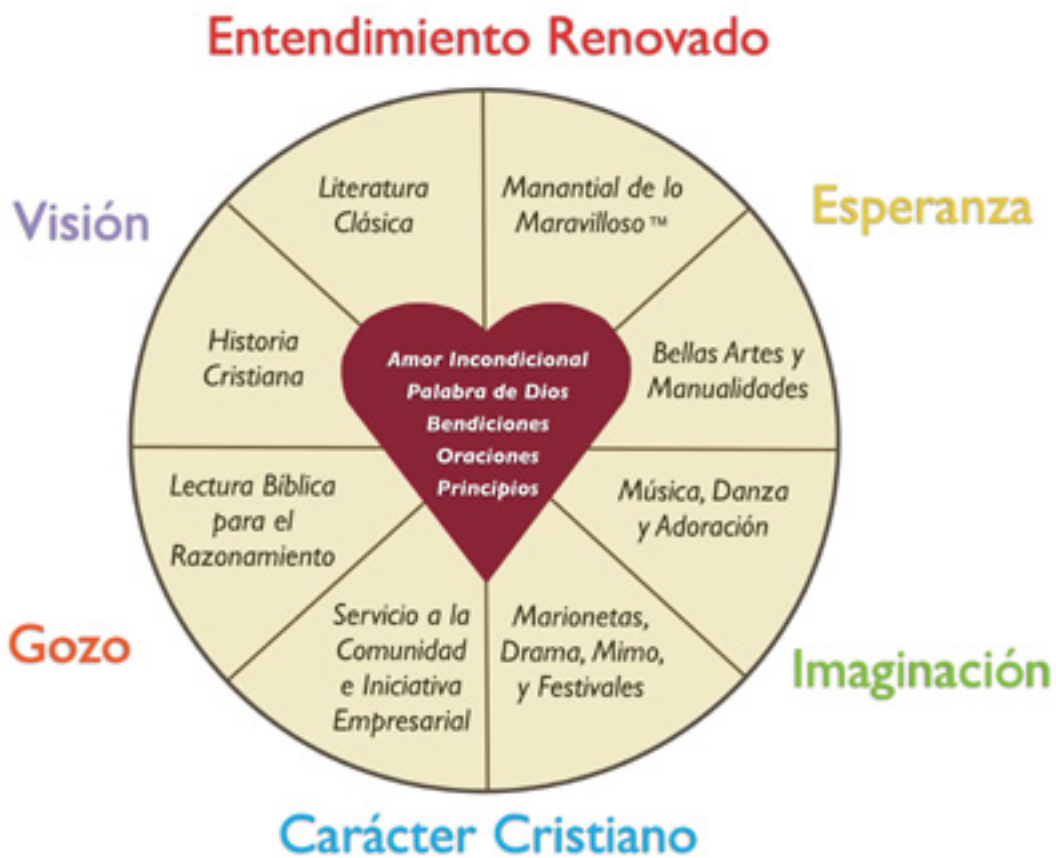 Entendimiento Renovado
Visión
Esperanza
Literatura
Clásica
Manantial de lo
Maravilloso™
Historia
Cristiana
Bellas Artes y
Manualidades
Amor Incondicional
Palabra de Dios
Bendiciones
Oraciones
Principios
Lectura Bíblica
para el
Razonamiento
Música, Danza
y Adoración
Servicio a la
Comunidad
e Iniciativa
Empresarial
Marionetas,
Drama, Mimo,
y Festivales
Gozo
Imaginación
Carácter Cristiano